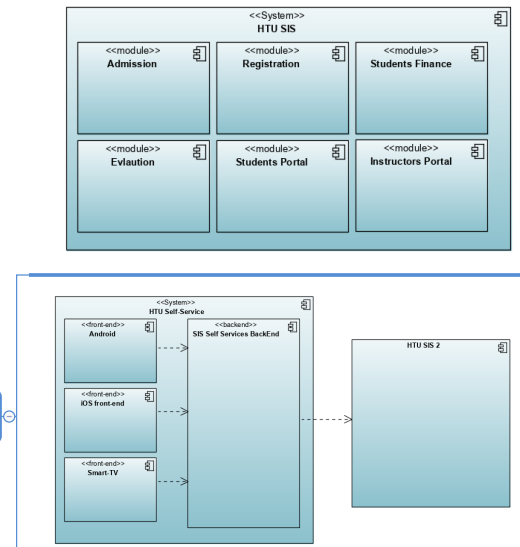 <<System>>
HTU SIS
<<module>>
Admission
<<module>>
Registration
<<module>>
Students Finance
<<module>>
Evlaution
<<module>>
Students Portal
<<module>>
Instructors Portal
<<System>>
HTU Self-Service
<<front-end>>
Android
<<backend>>
SIS Self Services BackEnd
<<front-end>>
iOS front-end
<<front-end>>
Smart-TV
HTU SIS 2